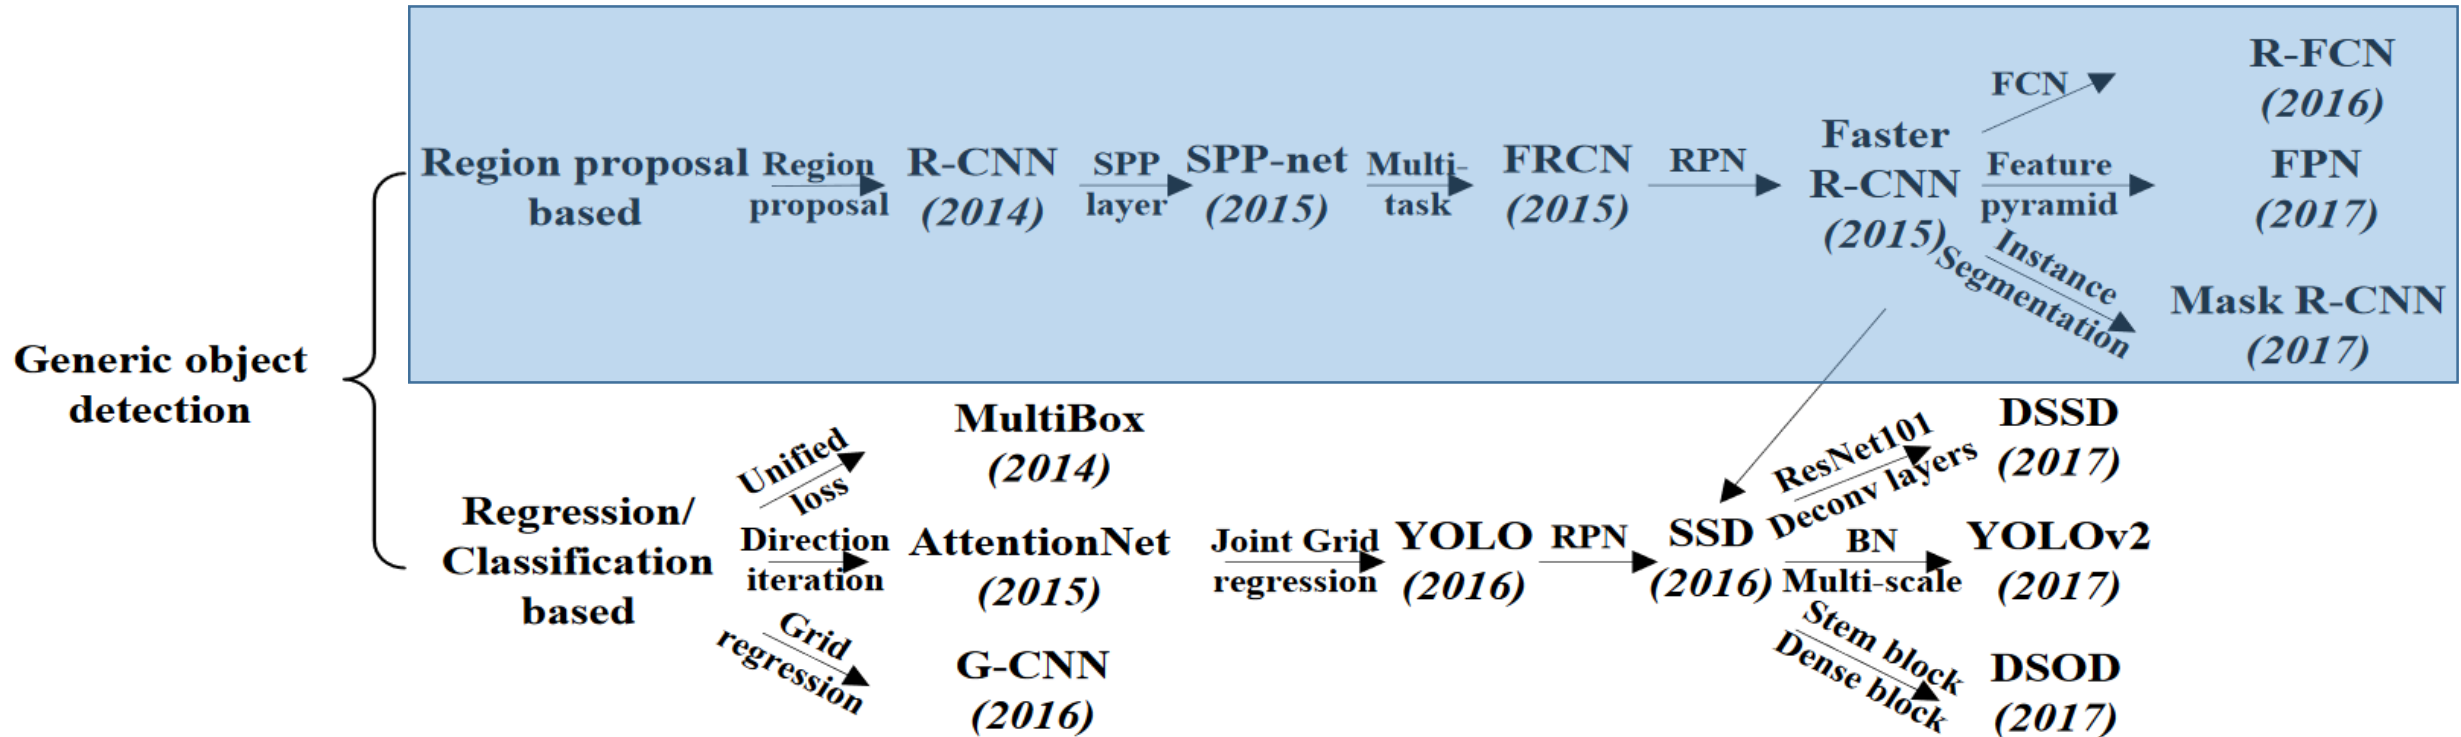 Generic object
detection
Region proposal
based
Region
proposal
R-CNN
(2014)
SPP
layer
SPP-net
(2015)
Multi-
task
FRCN
(2015)
RPN
Faster
R-CNN
(2015)
FCN
R-FCN
(2016)
Feature
pyramid
FPN
(2017)
Instance
Segmentation
Mask R-CNN
(2017)
Regression/
Classification
based
Unified
loss
MultiBox
(2014)
Direction
iteration
AttentionNet
(2015)
Grid
regression
G-CNN
(2016)
Joint Grid
regression
YOLO
(2016)
RPN
SSD
(2016)
ResNet101
Deconv layers
DSSD
(2017)
BN
Multi-scale
YOLOv2
(2017)
Stem block
Dense block
DSOD
(2017)